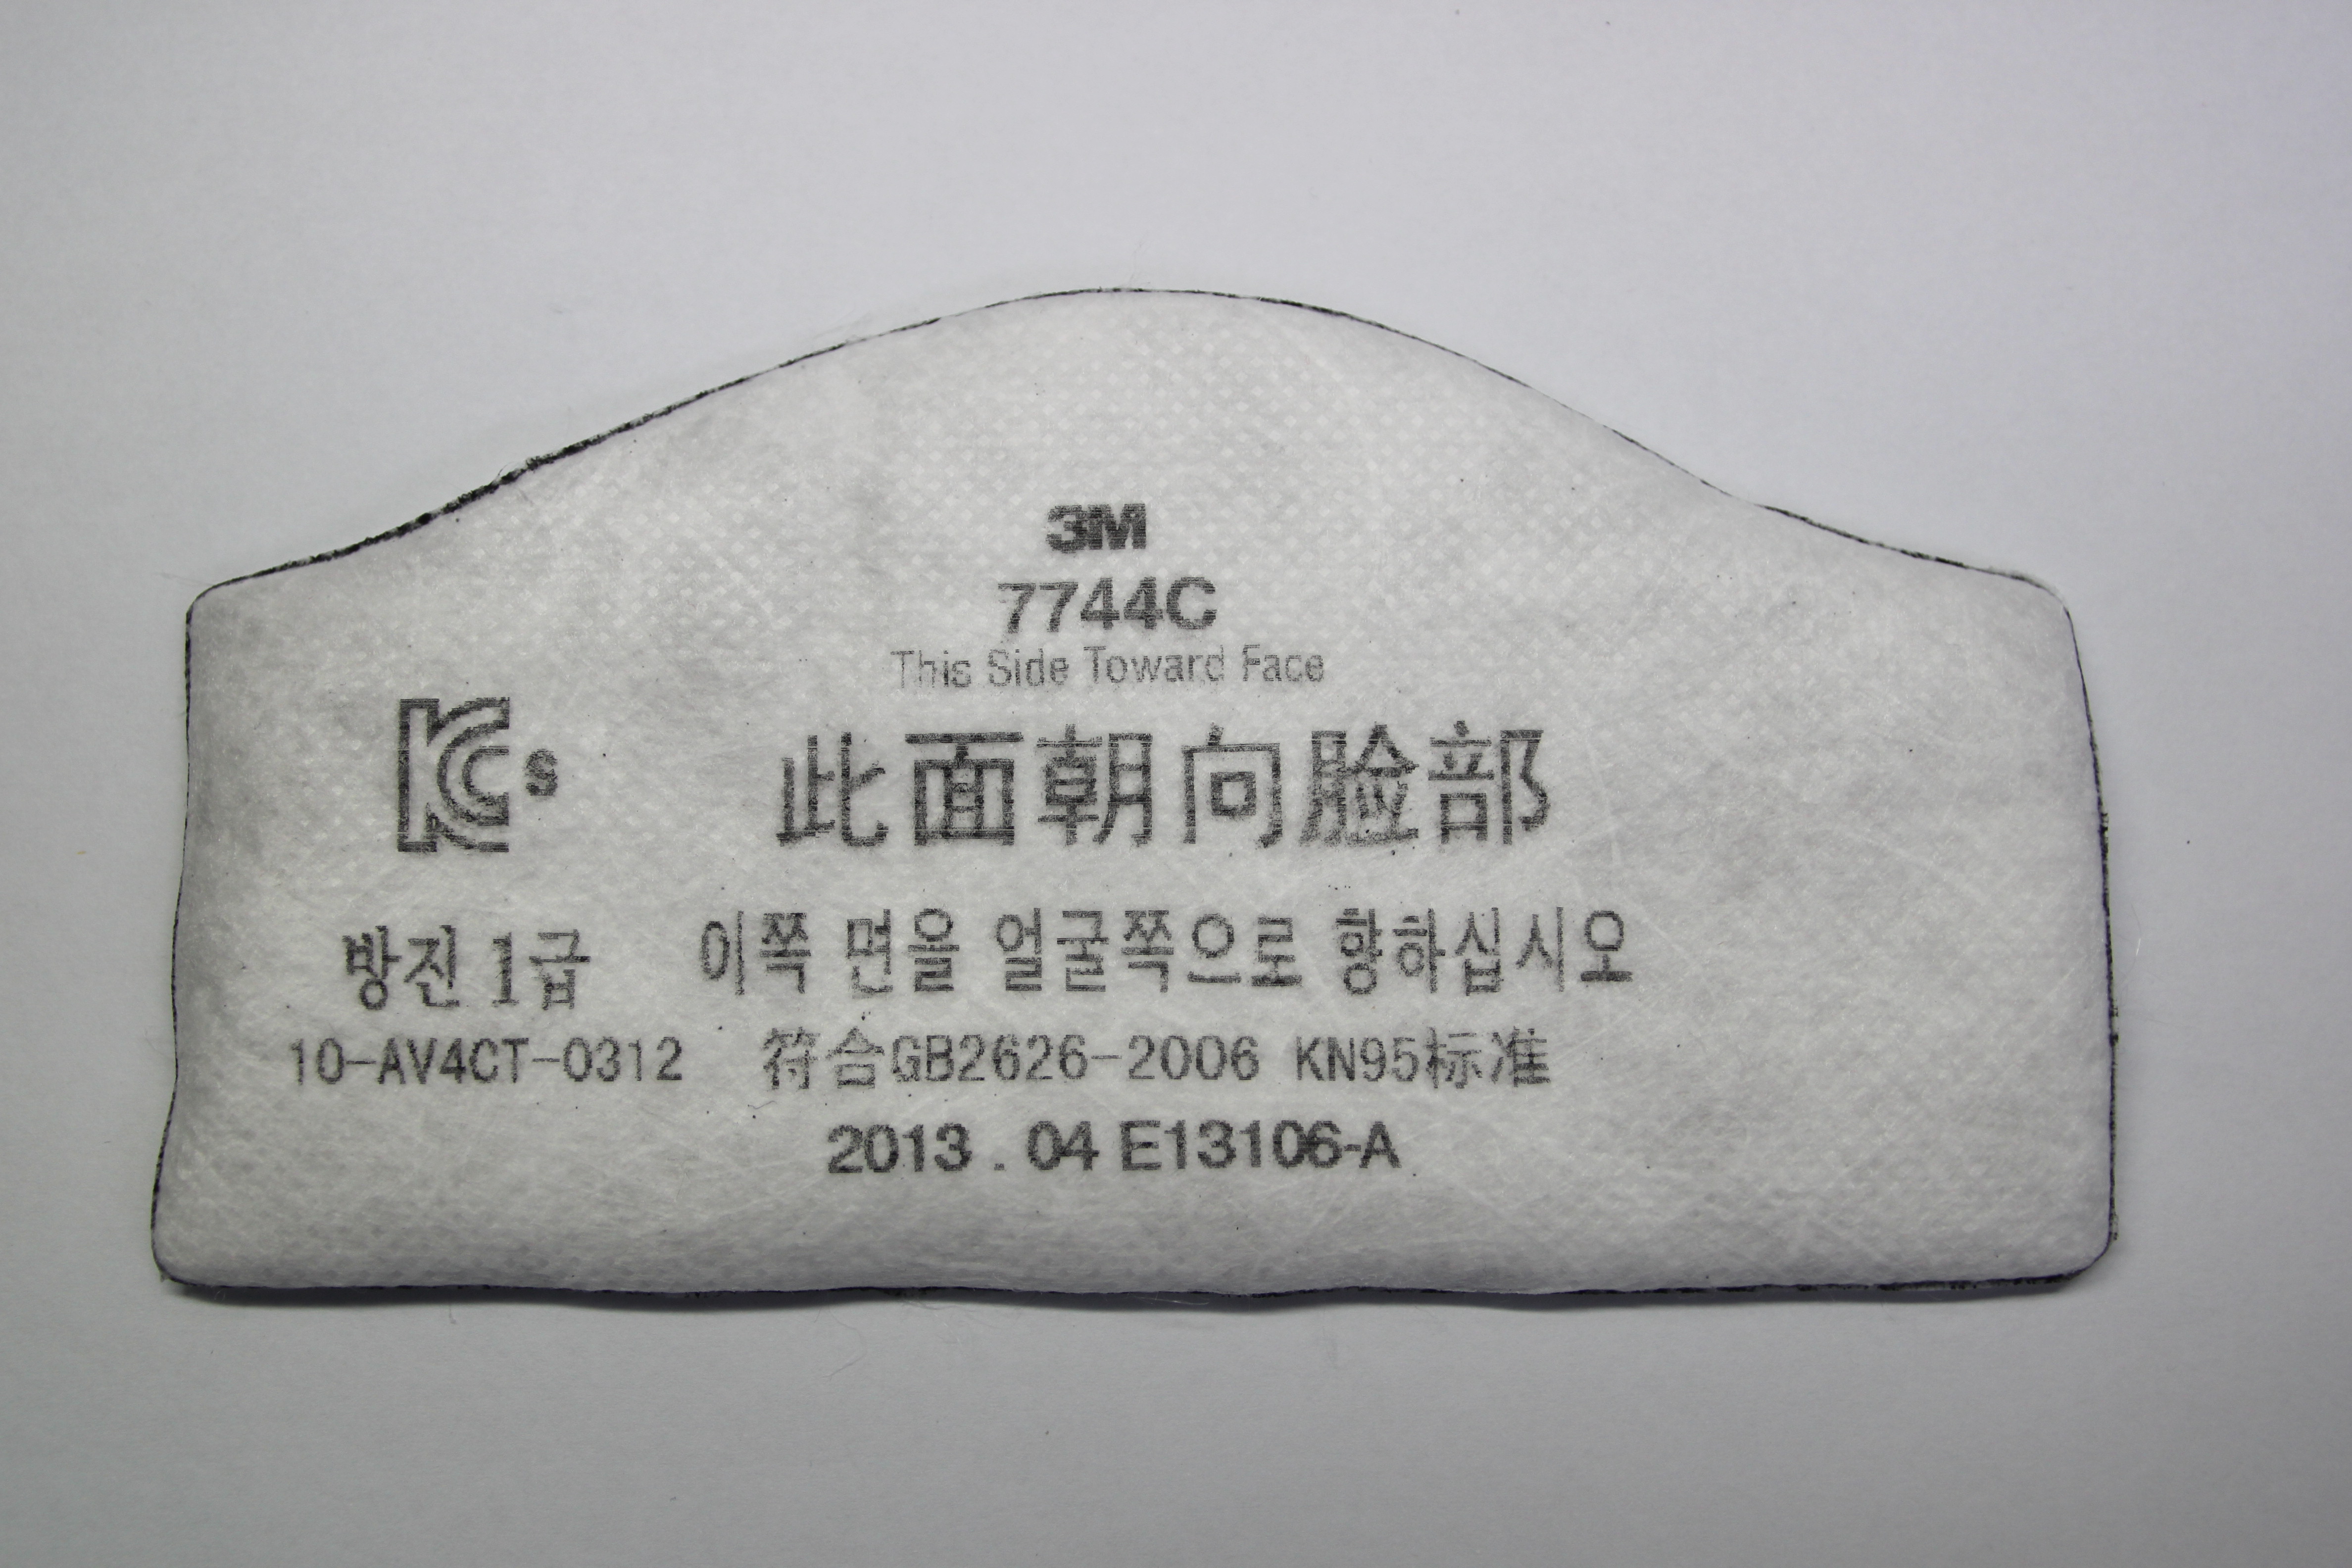 3M
7744C
This Side Toward Face
KCs
此面朝向脸部
방진 1급
이쪽 면을 얼굴쪽으로 향하십시오
10-AV4CT-0312
符合GB2626-2006 KN95标准
2013 . 04 E13106-A